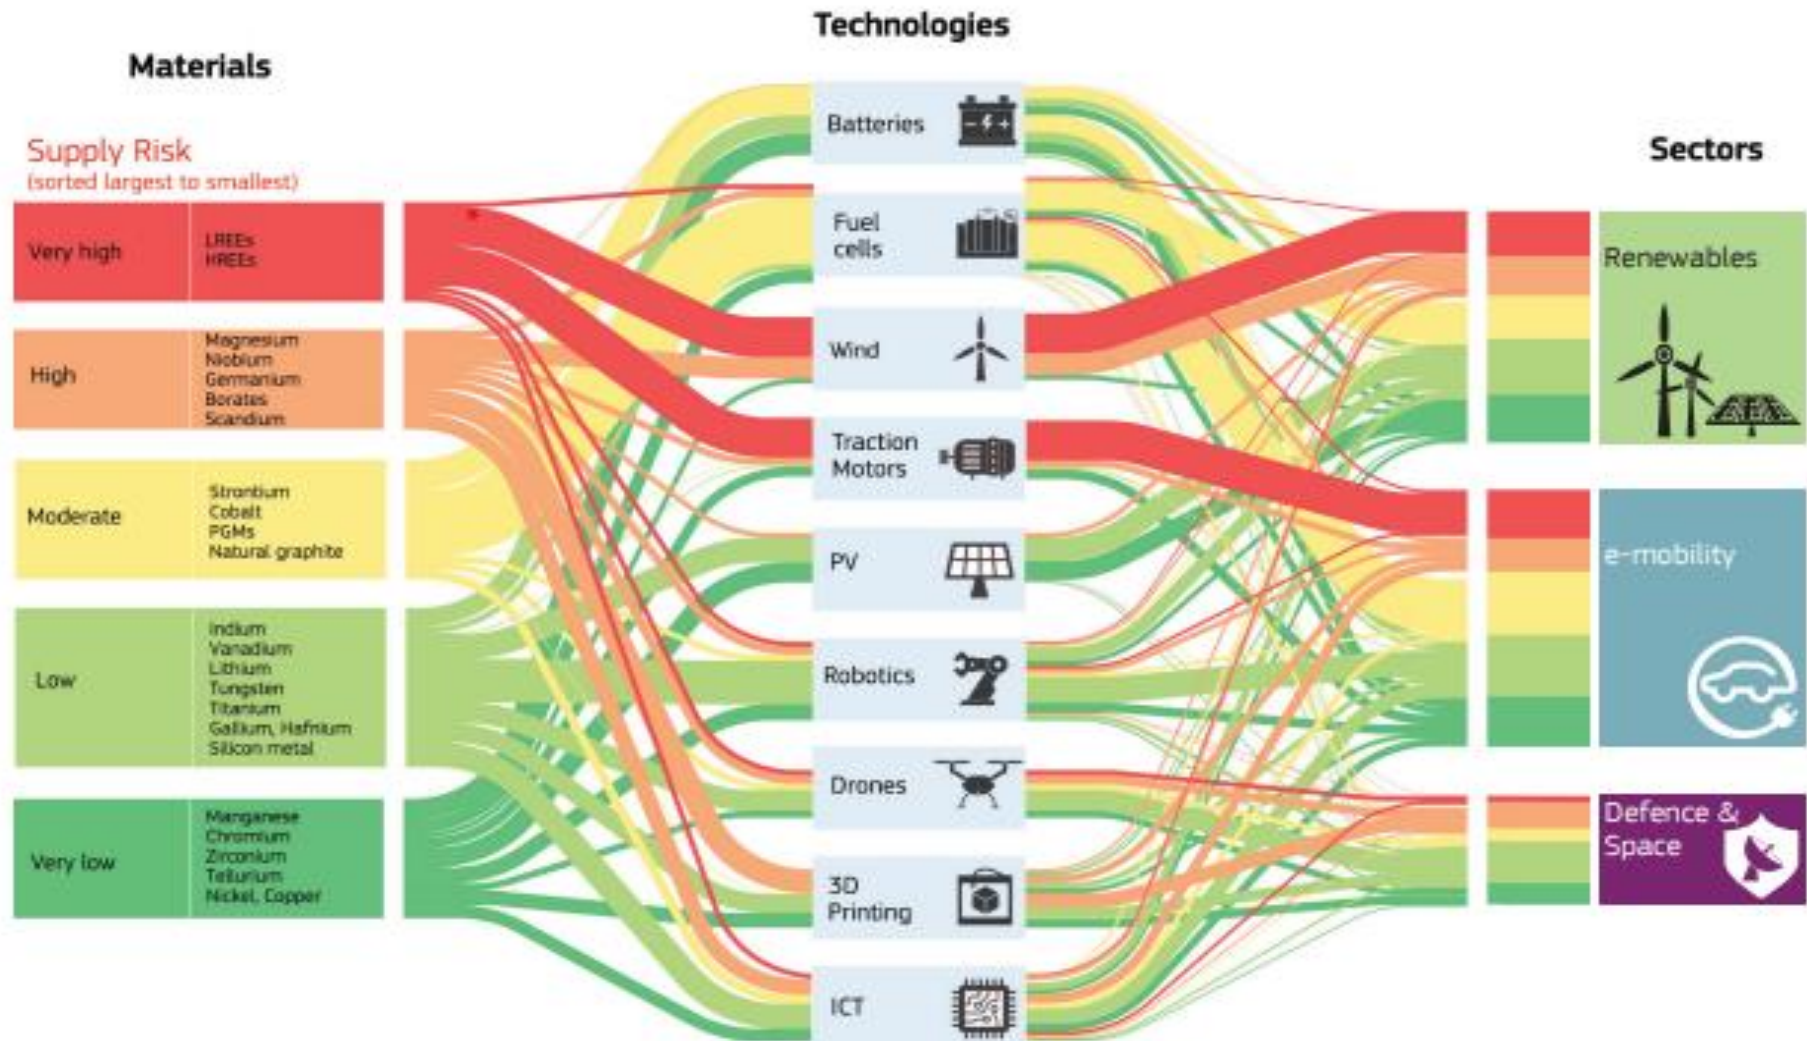 Technologies
Materials
Supply Risk
(sorted largest to smallest)
Very high
LREEs
HREEs
High
Magnesium
Niobium
Germanium
Borates
Scandium
Moderate
Strontium
Cobalt
PGMs
Natural graphite
Low
Indium
Vanadium
Lithium
Tungsten
Titanium
Gallium, Hafnium
Silicon metal
Very low
Manganese
Chromium
Zirconium
Tellurium
Nickel, Copper
Batteries
Fuel
cells
Wind
Traction
Motors
PV
Robotics
Drones
3D
Printing
ICT
Sectors
Renewables
e-mobility
Defence &
Space